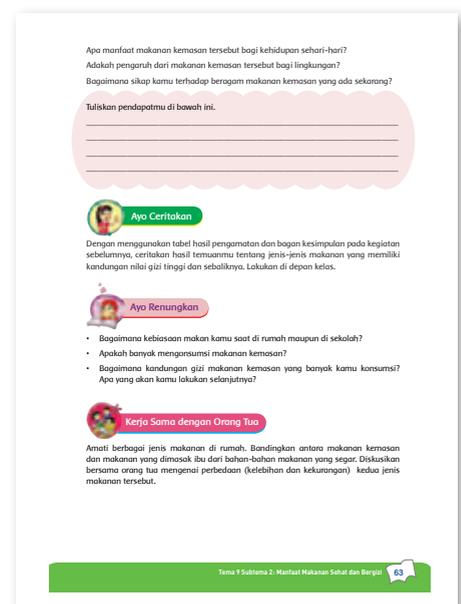 Apa manfaat makanan kemasan tersebut bagi kehidupan sehari-hari?
Adakah pengaruh dari makanan kemasan tersebut bagi lingkungan?
Bagaimana sikap kamu terhadap beragam makanan kemasan yang ada sekarang?
Tuliskan pendapatmu di bawah ini.
Ayo Ceritakan
Dengan menggunakan tabel hasil pengamatan dan bagan kesimpulan pada kegiatan
sebelumnya, ceritakan hasil temuanmu tentang jenis-jenis makanan yang memiliki
kandungan nilai gizi tinggi dan sebaliknya. Lakukan di depan kelas.
Ayo Renungkan
• Bagaimana kebiasaan makan kamu saat di rumah maupun di sekolah?
• Apakah banyak mengonsumsi makanan kemasan?
• Bagaimana kandungan gizi makanan kemasan yang banyak kamu konsumsi?
Apa yang akan kamu lakukan selanjutnya?
Kerja Sama dengan Orang Tua
Amati berbagai jenis makanan di rumah. Bandingkan antara makanan kemasan
dan makanan yang dimasak ibu dari bahan-bahan makanan yang segar. Diskusikan
bersama orang tua mengenai perbedaan (kelebihan dan kekurangan) kedua jenis
makanan tersebut.
Tema 9 Subtema 2: Manfaat Makanan Sehat dan Bergizi 63